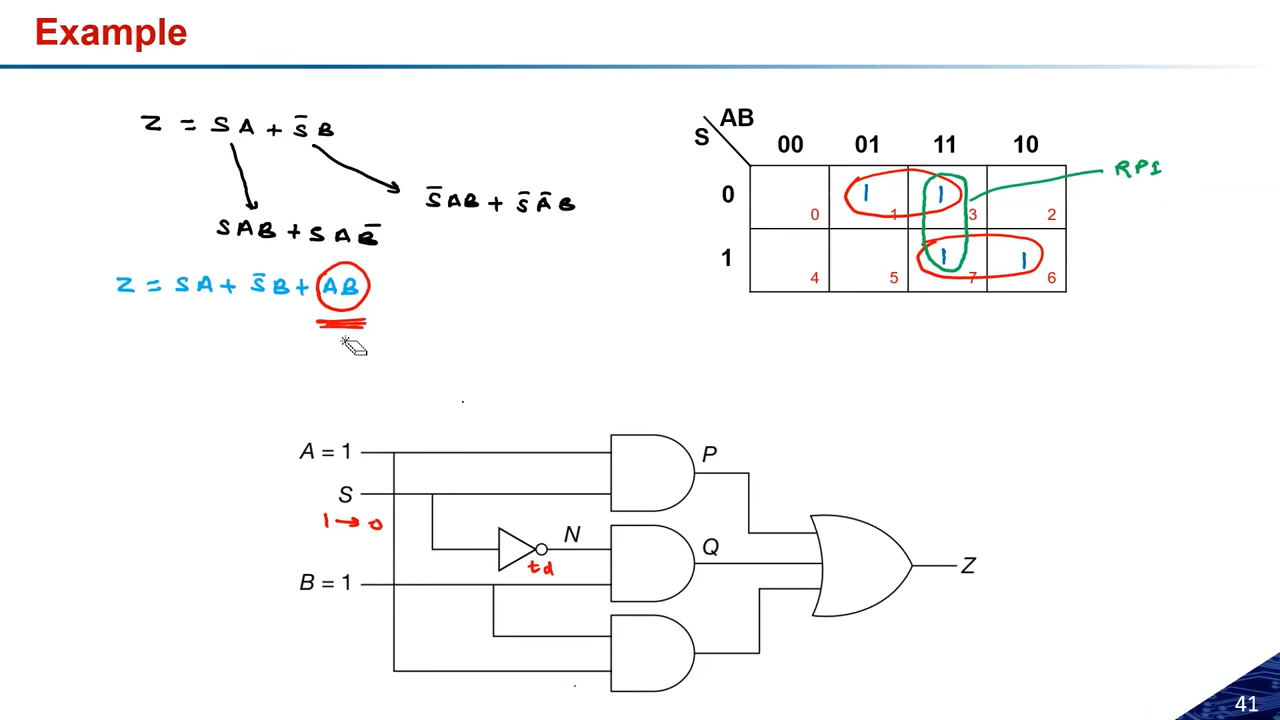 Example
Z = SA + S̄B
S̄AB + S̄ĀB
SAB + SAB̄
Z = SA + S̄B + AB
AB
S
00 01 11 10
RPI
0 1 1
0 1 3 2
1 1 1
4 5 7 6
A = 1
P
S
1 → 0
N
Q
td
B = 1
Z
41